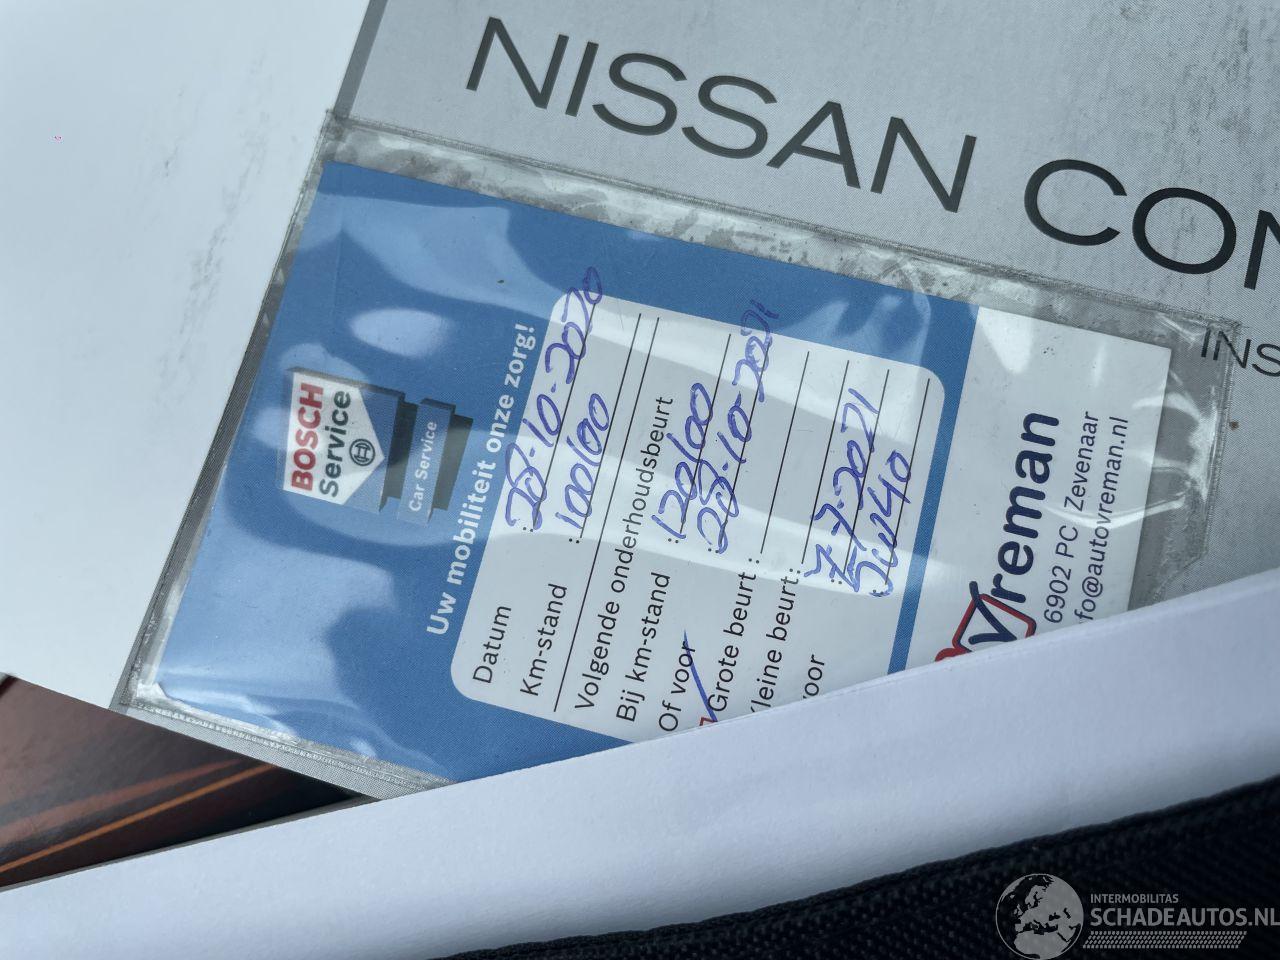 NISSAN CON
INS
BOSCH
Service
Car Service
Uw mobiliteit onze zorg!
Datum : 28-10-2020
Km-stand : 100100
Volgende onderhoudsbeurt
Bij km-stand : 120100
Of voor : 28-10-2021
Grote beurt :
Kleine beurt:
oor : 7-7-2021
vreman
6902 PC Zevenaar
nfo@autovreman.nl
INTERMOBILITAS
SCHADEAUTOS.NL